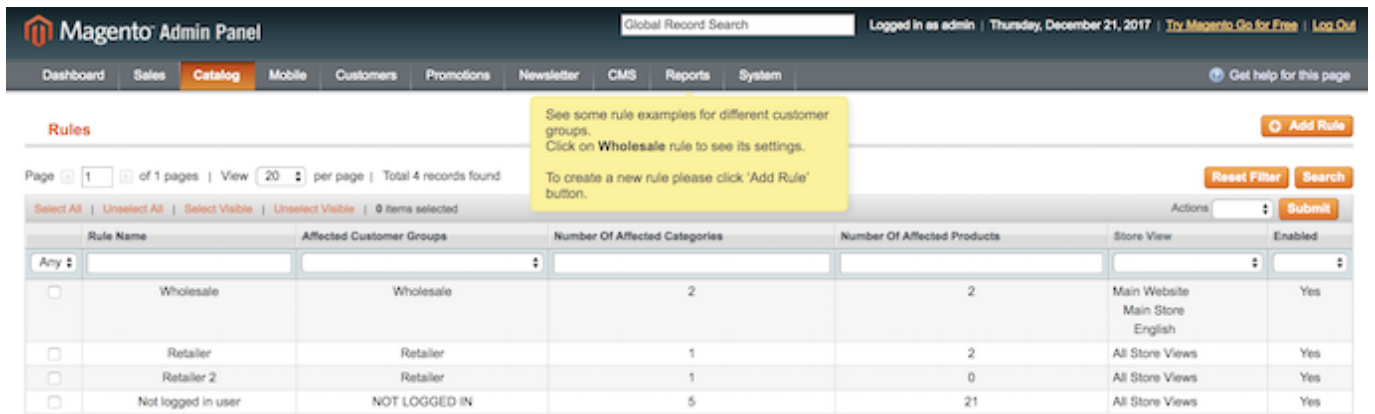 Magento Admin Panel
Global Record Search
Logged in as admin | Thursday, December 21, 2017 | Try Magento Go for Free | Log Out
Dashboard Sales Catalog Mobile Customers Promotions Newsletter CMS Reports System
Get help for this page
See some rule examples for different customer
groups.
Click on Wholesale rule to see its settings.
To create a new rule please click 'Add Rule'
button.
Rules
Add Rule
Page 1 of 1 pages | View 20 per page | Total 4 records found
Reset Filter Search
Select All | Unselect All | Select Visible | Unselect Visible | 0 items selected
Actions Submit
Rule Name Affected Customer Groups Number Of Affected Categories Number Of Affected Products Store View Enabled
Any
Wholesale Wholesale 2 2 Main Website Yes
Main Store
English
Retailer Retailer 1 2 All Store Views Yes
Retailer 2 Retailer 1 0 All Store Views Yes
Not logged in user NOT LOGGED IN 5 21 All Store Views Yes